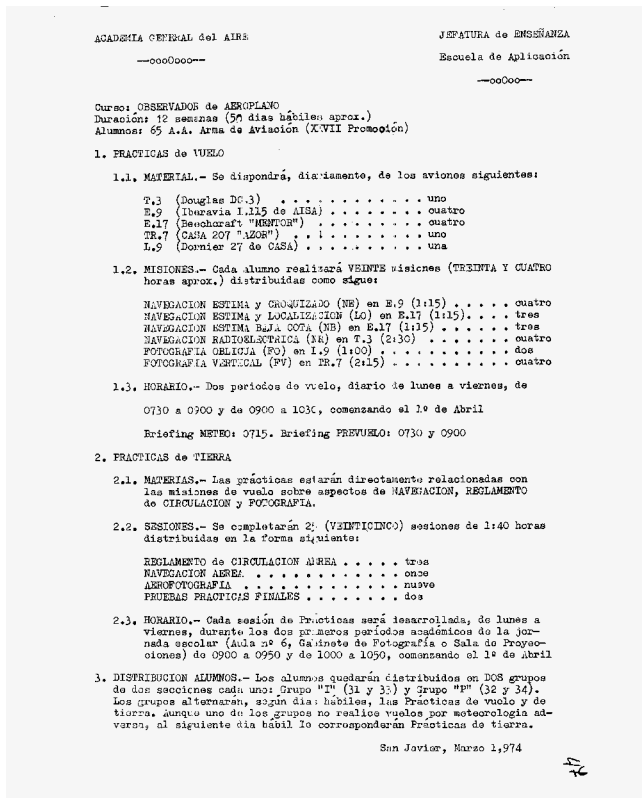 ACADEMIA GENERAL del AIRE
JEFATURA de ENSEÑANZA
---oooOooo---
Escuela de Aplicación
---ooOoo---
Curso: OBSERVADOR de AEROPLANO
Duración: 12 semanas (50 dias hábiles aprox.)
Alumnos: 65 A.A. Arma de Aviación (XXVII Promoción)
1. PRACTICAS de VUELO
1.1. MATERIAL.- Se dispondrá, diariamente, de los aviones siguientes:
T.3 (Douglas DC.3) . . . . . . . . . . . . uno
E.9 (Iberavia I.115 de AISA) . . . . . . . . cuatro
E.17 (Beechcraft "MENTOR") . . . . . . . . . cuatro
TR.7 (CASA 207 "AZOR") . . . . . . . . . . . uno
L.9 (Dornier 27 de CASA) . . . . . . . . . . una
1.2. MISIONES.- Cada alumno realizará VEINTE misiones (TREINTA Y CUATRO
horas aprox.) distribuidas como sigue:
NAVEGACION ESTIMA y CROQUIZADO (NE) en E.9 (1:15) . . . . . cuatro
NAVEGACION ESTIMA y LOCALIZACION (LO) en E.17 (1:15). . . . tres
NAVEGACION ESTIMA BAJA COTA (NB) en E.17 (1:15) . . . . . . tres
NAVEGACION RADIOELECTRICA (NR) en T.3 (2:30) . . . . . . . cuatro
FOTOGRAFIA OBLICUA (FO) en L.9 (1:00) . . . . . . . . . . . dos
FOTOGRAFIA VERTICAL (FV) en TR.7 (2:15) . . . . . . . . . . cuatro
1.3. HORARIO.- Dos periodos de vuelo, diario de lunes a viernes, de
0730 a 0900 y de 0900 a 1030, comenzando el 1º de Abril
Briefing METEO: 0715. Briefing PREVUELO: 0730 y 0900
2. PRACTICAS de TIERRA
2.1. MATERIAS.- Las prácticas estarán directamente relacionadas con
las misiones de vuelo sobre aspectos de NAVEGACION, REGLAMENTO
de CIRCULACION y FOTOGRAFIA.
2.2. SESIONES.- Se completarán 25 (VEINTICINCO) sesiones de 1:40 horas
distribuidas en la forma siguiente:
REGLAMENTO de CIRCULACION AEREA . . . . . tres
NAVEGACION AEREA . . . . . . . . . . . . once
AEROFOTOGRAFIA . . . . . . . . . . . . . nueve
PRUEBAS PRACTICAS FINALES . . . . . . . . dos
2.3. HORARIO.- Cada sesión de Prácticas será desarrollada, de lunes a
viernes, durante los dos primeros periodos académicos de la jor-
nada escolar (Aula nº 6, Gabinete de Fotografía o Sala de Proyec-
ciones) de 0900 a 0950 y de 1000 a 1050, comenzando el 1º de Abril
3. DISTRIBUCION ALUMNOS.- Los alumnos quedarán distribuidos en DOS grupos
de dos secciones cada uno: Grupo "I" (31 y 33) y Grupo "P" (32 y 34).
Los grupos alternarán, según dias hábiles, las Prácticas de vuelo y de
tierra. Aunque uno de los grupos no realice vuelos por meteorología ad-
versa, al siguiente dia hábil le corresponderán Prácticas de tierra.
San Javier, Marzo 1,974